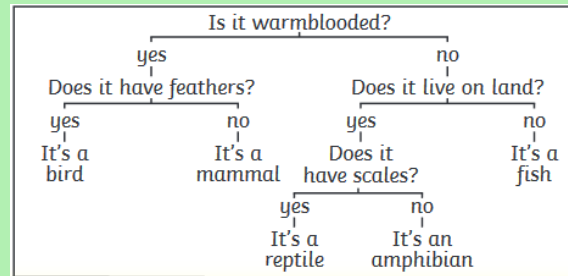 Is it warmblooded?
yes no
Does it have feathers? Does it live on land?
yes no yes no
It's a It's a Does it It's a
bird mammal have scales? fish
yes no
It's a It's an
reptile amphibian